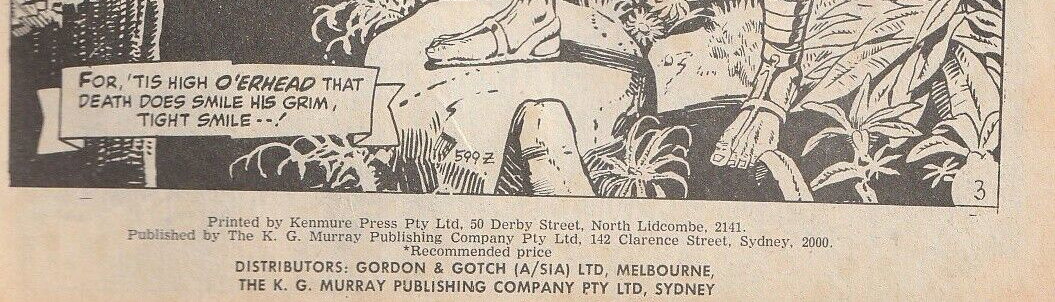 FOR, 'TIS HIGH O'ERHEAD THAT
DEATH DOES SMILE HIS GRIM,
TIGHT SMILE--!
599Z
3
Printed by Kenmure Press Pty Ltd, 50 Derby Street, North Lidcombe, 2141.
Published by The K. G. Murray Publishing Company Pty Ltd, 142 Clarence Street, Sydney, 2000.
*Recommended price
DISTRIBUTORS: GORDON & GOTCH (A/SIA) LTD, MELBOURNE,
THE K. G. MURRAY PUBLISHING COMPANY PTY LTD, SYDNEY